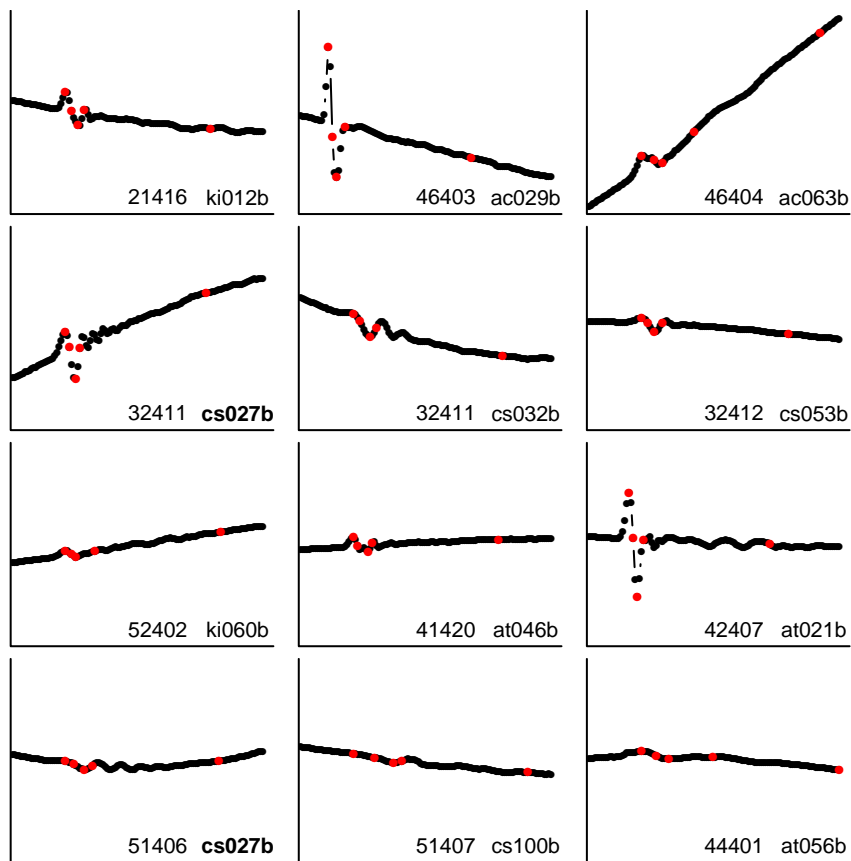 21416 ki012b
46403 ac029b
46404 ac063b
32411 cs027b
32411 cs032b
32412 cs053b
52402 ki060b
41420 at046b
42407 at021b
51406 cs027b
51407 cs100b
44401 at056b